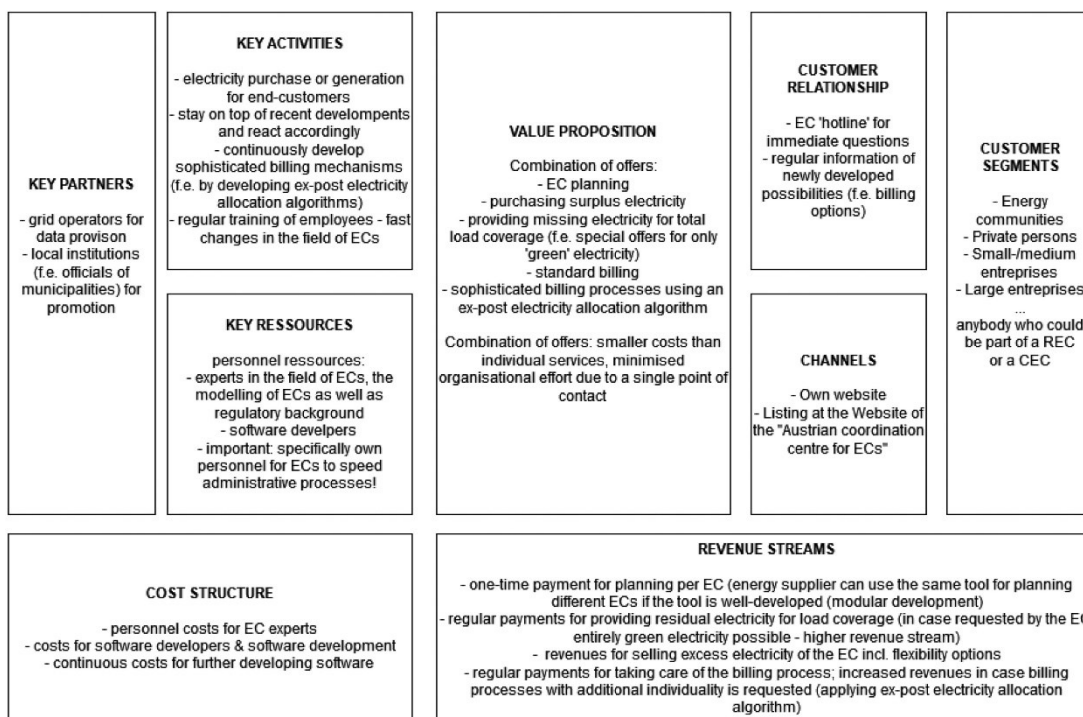 KEY PARTNERS
- grid operators for
data provison
- local institutions
(f.e. officials of
municipalities) for
promotion
KEY ACTIVITIES
- electricity purchase or generation
for end-customers
- stay on top of recent develompents
and react accordingly
- continuously develop
sophisticated billing mechanisms
(f.e. by developing ex-post electricity
allocation algorithms)
- regular training of employees - fast
changes in the field of ECs
KEY RESSOURCES
personnel ressources:
- experts in the field of ECs, the
modelling of ECs as well as
regulatory background
- software develpers
- important: specifically own
personnel for ECs to speed
administrative processes!
VALUE PROPOSITION
Combination of offers:
- EC planning
- purchasing surplus electricity
- providing missing electricity for total
load coverage (f.e. special offers for only
'green' electricity)
- standard billing
- sophisticated billing processes using an
ex-post electricity allocation algorithm
Combination of offers: smaller costs than
individual services, minimised
organisational effort due to a single point of
contact
CUSTOMER
RELATIONSHIP
- EC 'hotline' for
immediate questions
- regular information of
newly developed
possibilities (f.e. billing
options)
CHANNELS
- Own website
- Listing at the Website of
the "Austrian coordination
centre for ECs"
CUSTOMER
SEGMENTS
- Energy
communities
- Private persons
- Small-/medium
entreprises
- Large entreprises
...
anybody who could
be part of a REC
or a CEC
COST STRUCTURE
- personnel costs for EC experts
- costs for software developers & software development
- continuous costs for further developing software
REVENUE STREAMS
- one-time payment for planning per EC (energy supplier can use the same tool for planning
different ECs if the tool is well-developed (modular development)
- regular payments for providing residual electricity for load coverage (in case requested by the EC
entirely green electricity possible - higher revenue stream)
- revenues for selling excess electricity of the EC incl. flexibility options
- regular payments for taking care of the billing process; increased revenues in case billing
processes with additional individuality is requested (applying ex-post electricity allocation
algorithm)